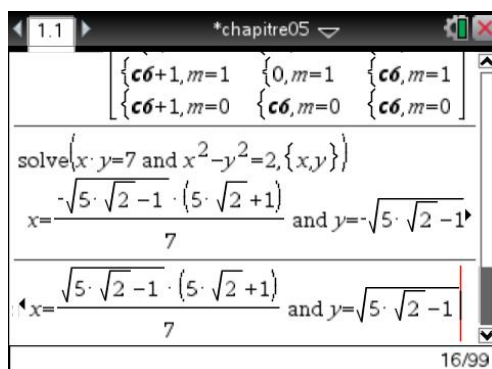 1.1 *chapitre05
{c6+1,m=1 {0,m=1 {c6,m=1
{c6+1,m=0 {c6,m=0 {c6,m=0
solve(x·y=7 and x²−y²=2,{x,y})
x=-√(5·√2−1)·(5·√2+1)/7 and y=-√(5·√2−1)
x=√(5·√2−1)·(5·√2+1)/7 and y=√(5·√2−1)
16/99